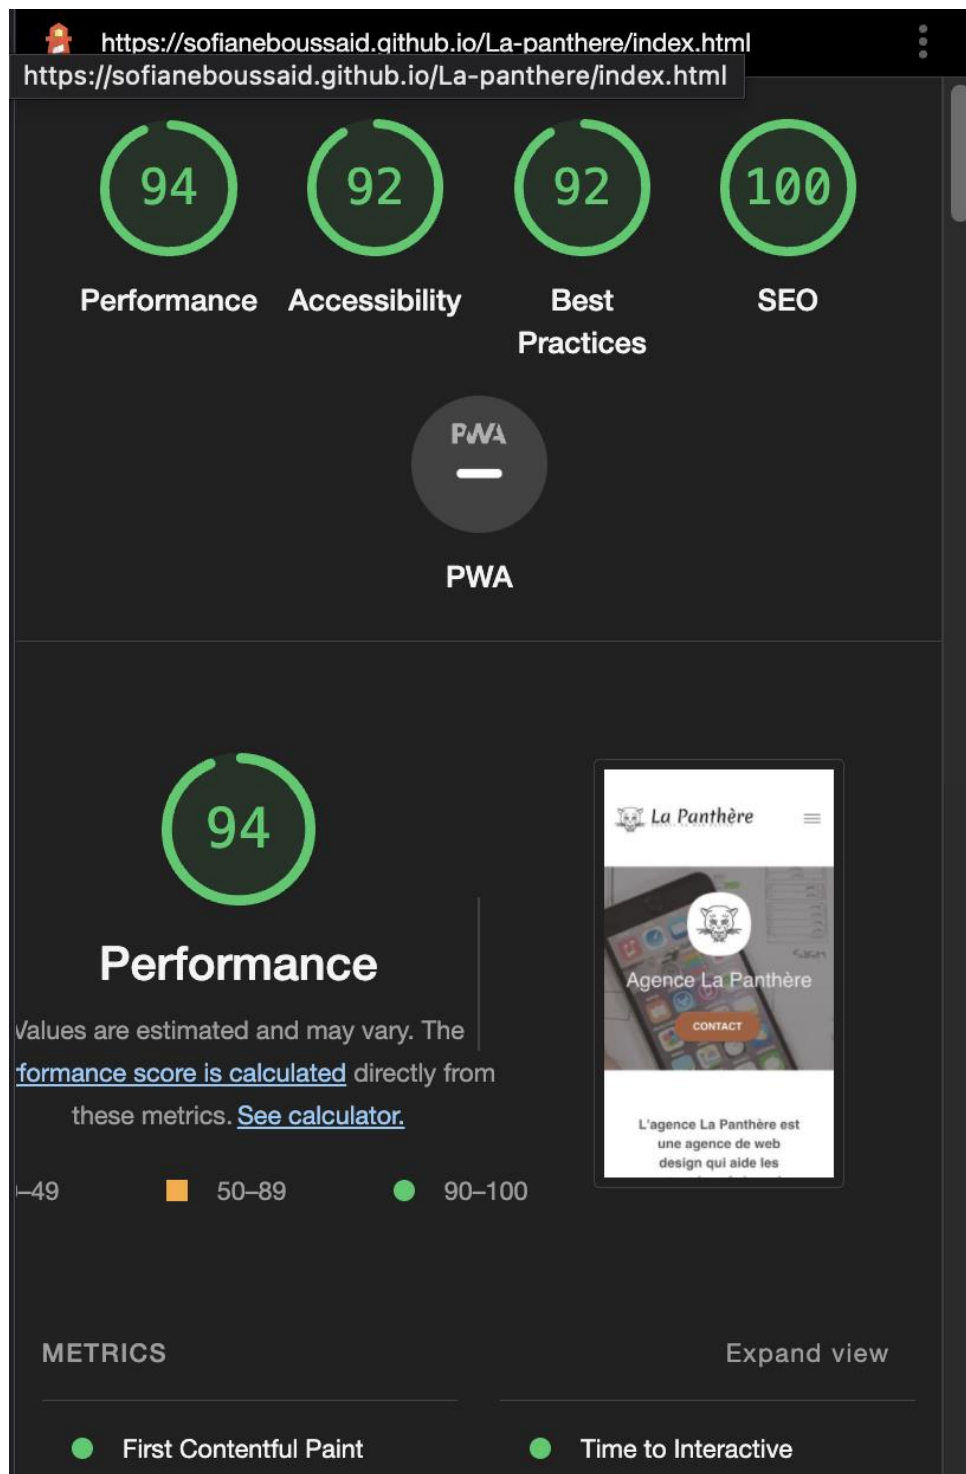 https://sofianeboussaid.github.io/La-panthere/index.html
https://sofianeboussaid.github.io/La-panthere/index.html
94
92
92
100
Performance
Accessibility
Best
Practices
SEO
PWA
PWA
94
Performance
Values are estimated and may vary. The
formance score is calculated directly from
these metrics. See calculator.
–49
50–89
90–100
La Panthère
Agence La Panthère
CONTACT
L'agence La Panthère est
une agence de web
design qui aide les
METRICS
Expand view
First Contentful Paint
Time to Interactive